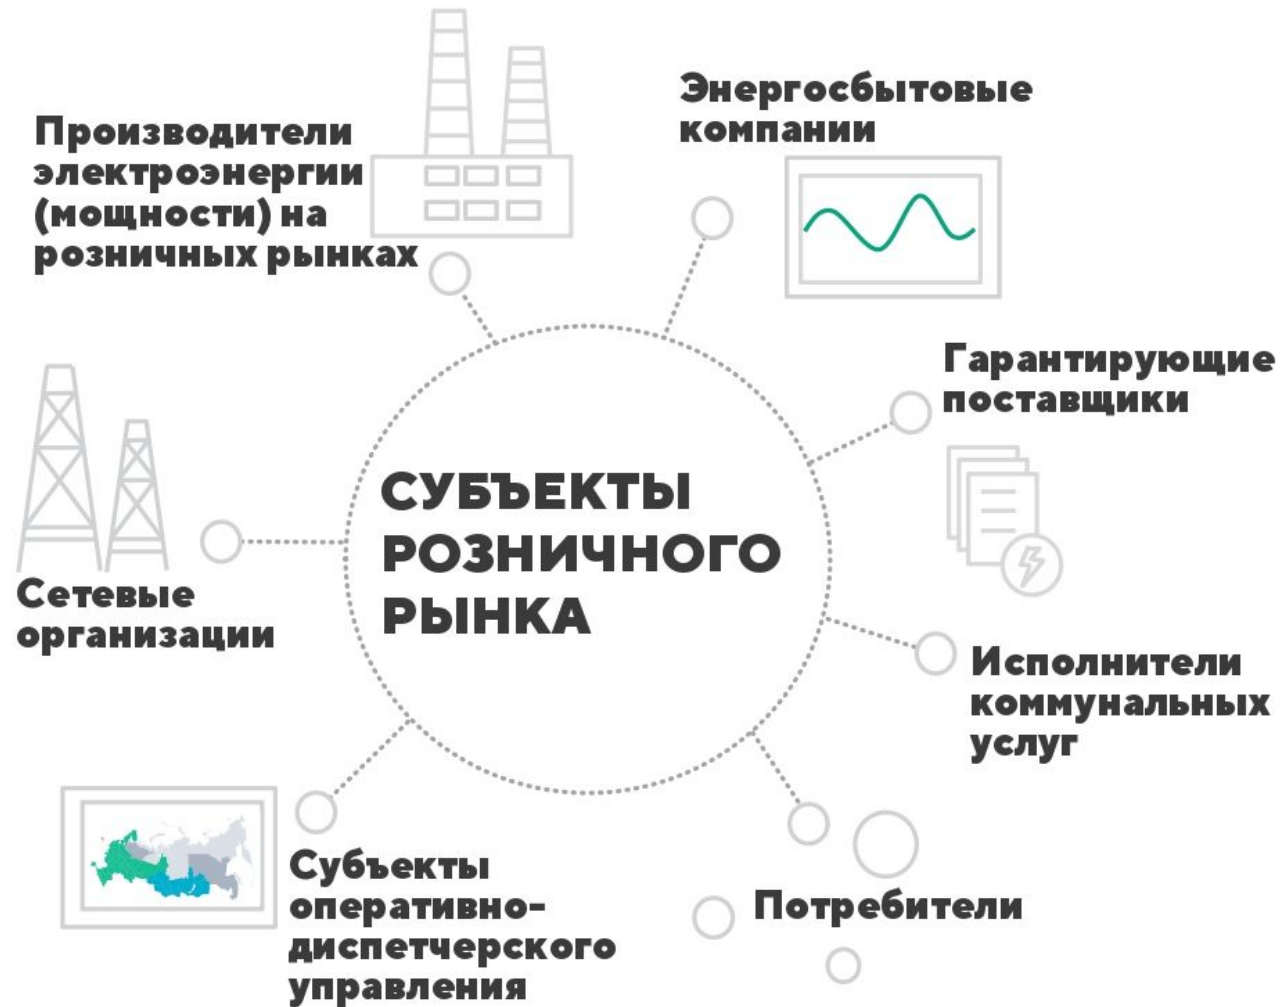 Производители
электроэнергии
(мощности) на
розничных рынках
Энергосбытовые
компании
Гарантирующие
поставщики
СУБЪЕКТЫ
РОЗНИЧНОГО
РЫНКА
Сетевые
организации
Исполнители
коммунальных
услуг
Субъекты
оперативно-
диспетчерского
управления
Потребители